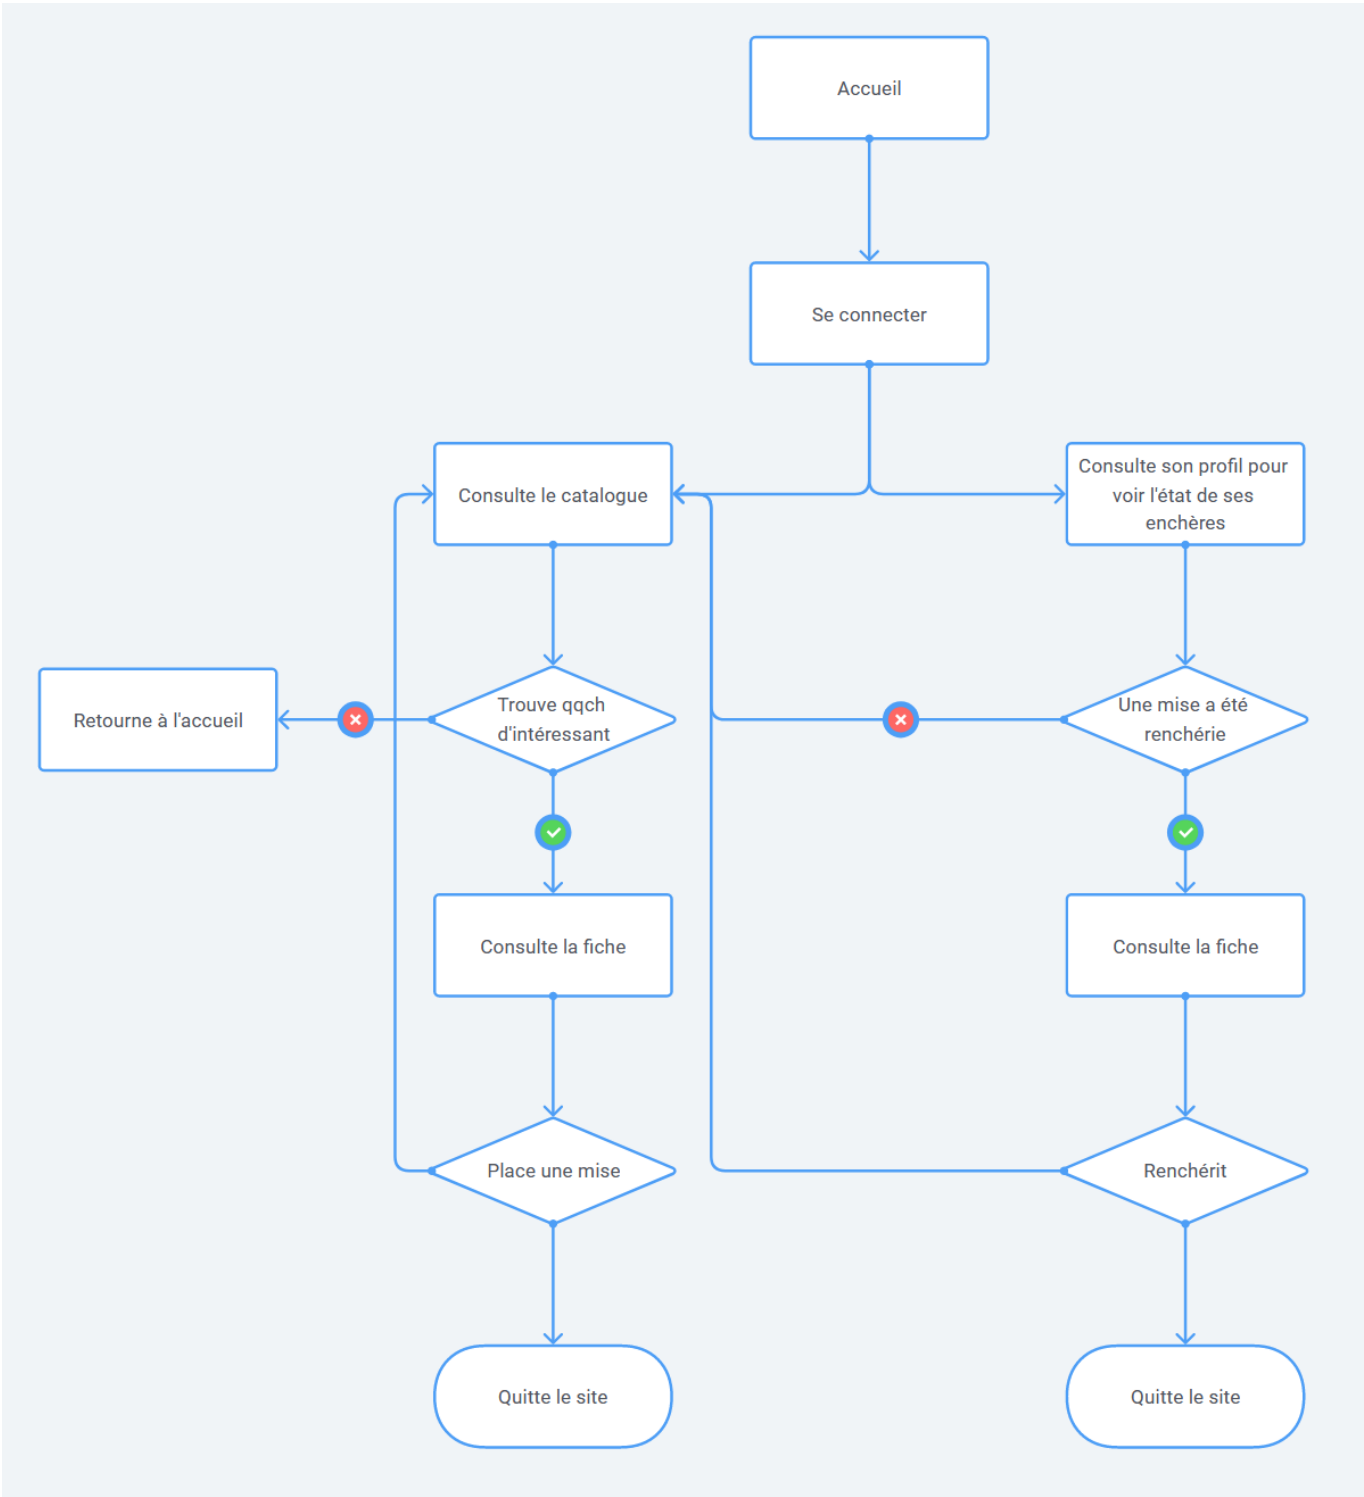 Accueil
Se connecter
Consulte le catalogue
Consulte son profil pour
voir l'état de ses
enchères
Retourne à l'accueil
Trouve qqch
d'intéressant
Une mise a été
renchérie
Consulte la fiche
Consulte la fiche
Place une mise
Renchérit
Quitte le site
Quitte le site